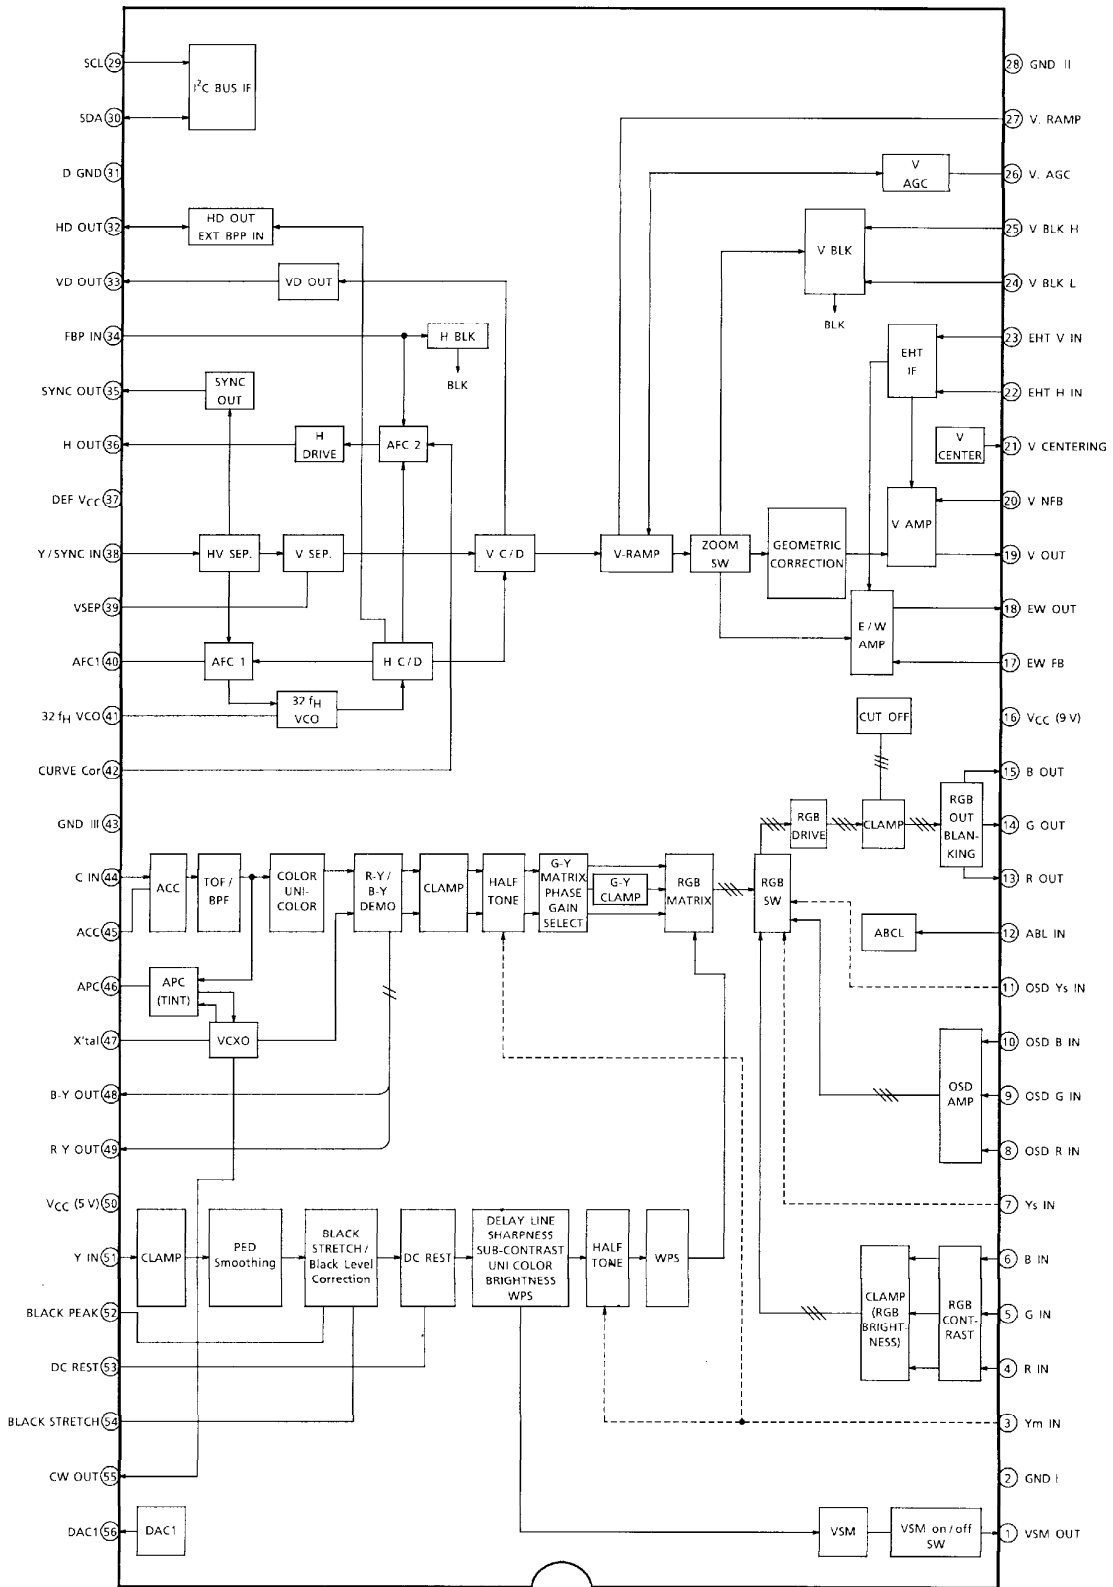 SCL 29
I²C BUS IF
SDA 30
D GND 31
HD OUT 32
HD OUT
EXT BPP IN
VD OUT 33
VD OUT
FBP IN 34
H BLK
BLK
SYNC OUT 35
SYNC
OUT
H OUT 36
H
DRIVE
AFC 2
DEF VCC 37
Y / SYNC IN 38
HV SEP.
V SEP.
V C / D
VSEP 39
AFC1 40
AFC 1
H C / D
32 fH VCO 41
32 fH
VCO
CURVE Cor 42
GND III 43
28 GND II
27 V. RAMP
V
AGC
26 V. AGC
25 V BLK H
V BLK
24 V BLK L
BLK
23 EHT V IN
EHT
IF
22 EHT H IN
V
CENTER
21 V CENTERING
20 V NFB
V AMP
19 V OUT
V-RAMP
ZOOM
SW
GEOMETRIC
CORRECTION
18 EW OUT
E / W
AMP
17 EW FB
CUT OFF
16 VCC (9 V)
15 B OUT
RGB
OUT
BLAN-
KING
14 G OUT
RGB
DRIVE
CLAMP
13 R OUT
C IN 44
ACC
TOF /
BPF
COLOR
UNI-
COLOR
R-Y /
B-Y
DEMO
CLAMP
HALF
TONE
G-Y
MATRIX
PHASE
GAIN
SELECT
G-Y
CLAMP
RGB
MATRIX
RGB
SW
ACC 45
ABCL
12 ABL IN
APC 46
APC
(TINT)
11 OSD Ys IN
X'tal 47
VCXO
10 OSD B IN
B-Y OUT 48
OSD
AMP
9 OSD G IN
R Y OUT 49
8 OSD R IN
VCC (5 V) 50
7 Ys IN
Y IN 51
CLAMP
PED
Smoothing
BLACK
STRETCH /
Black Level
Correction
DC REST
DELAY LINE
SHARPNESS
SUB-CONTRAST
UNI COLOR
BRIGHTNESS
WPS
HALF
TONE
WPS
6 B IN
BLACK PEAK 52
CLAMP
(RGB
BRIGHT-
NESS)
RGB
CONT-
RAST
5 G IN
DC REST 53
4 R IN
BLACK STRETCH 54
3 Ym IN
CW OUT 55
2 GND I
DAC1 56
DAC1
VSM
VSM on / off
SW
1 VSM OUT